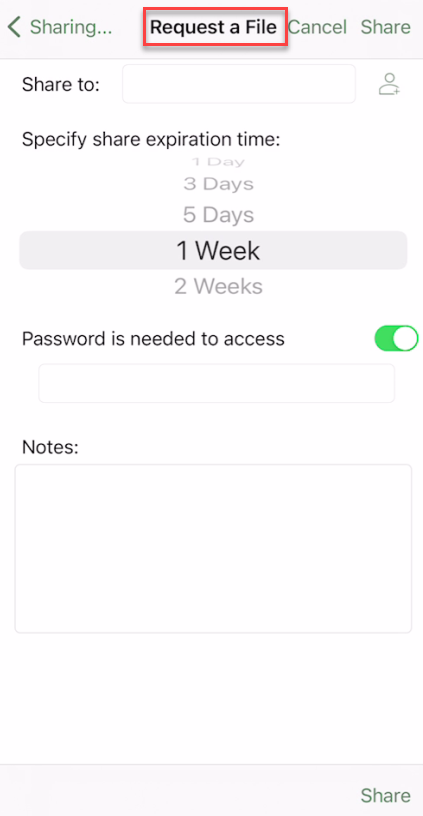 Sharing... Request a File Cancel Share
Share to:
Specify share expiration time:
1 Day
3 Days
5 Days
1 Week
2 Weeks
Password is needed to access
Notes:
Share